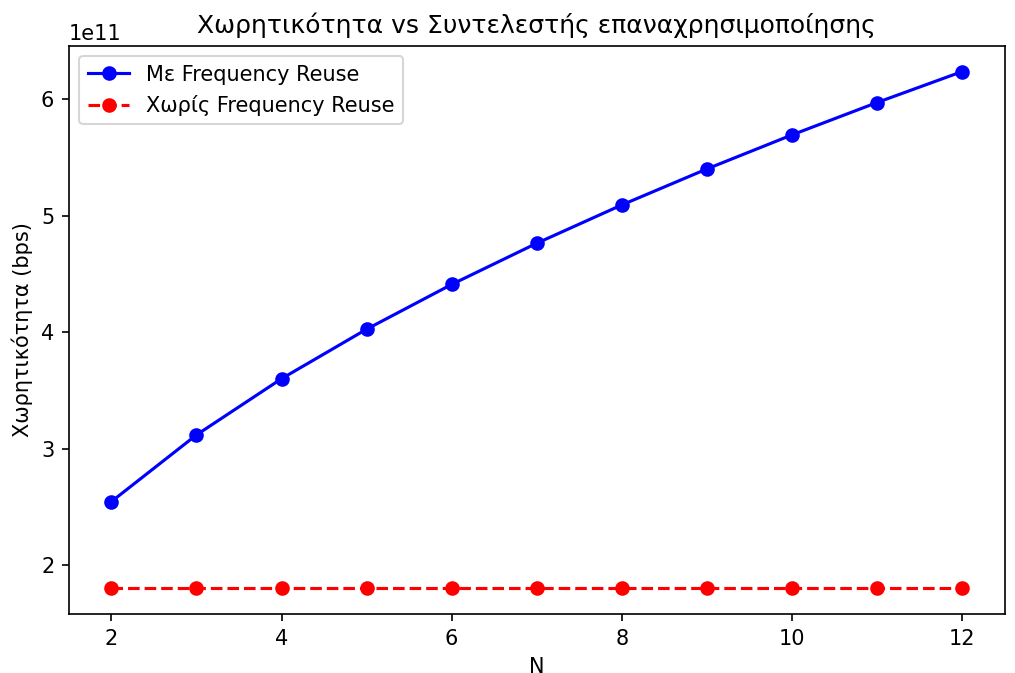 Χωρητικότητα vs Συντελεστής επαναχρησιμοποίησης
1e11
Με Frequency Reuse
Χωρίς Frequency Reuse
6
5
4
3
2
Χωρητικότητα (bps)
2 4 6 8 10 12
N